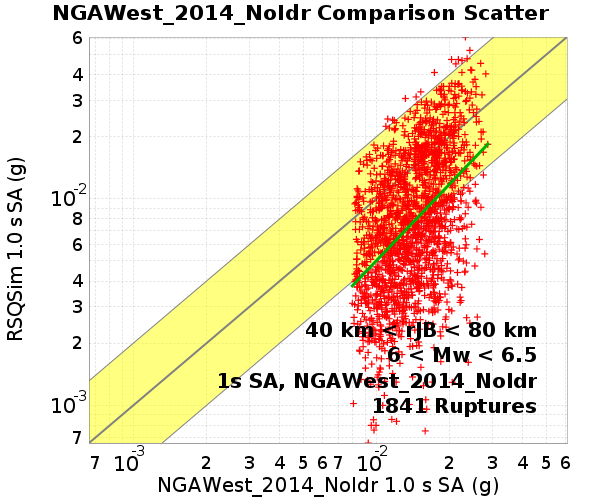 NGAWest_2014_NoIdr Comparison Scatter
RSQSim 1.0 s SA (g)
6
4
3
2
10-2
8
6
4
3
2
10-3
7
40 km < rJB < 80 km
6 < Mw < 6.5
1s SA, NGAWest_2014_NoIdr
1841 Ruptures
7 10-3 2 3 4 5 6 7 10-2 2 3 4 5 6
NGAWest_2014_NoIdr 1.0 s SA (g)